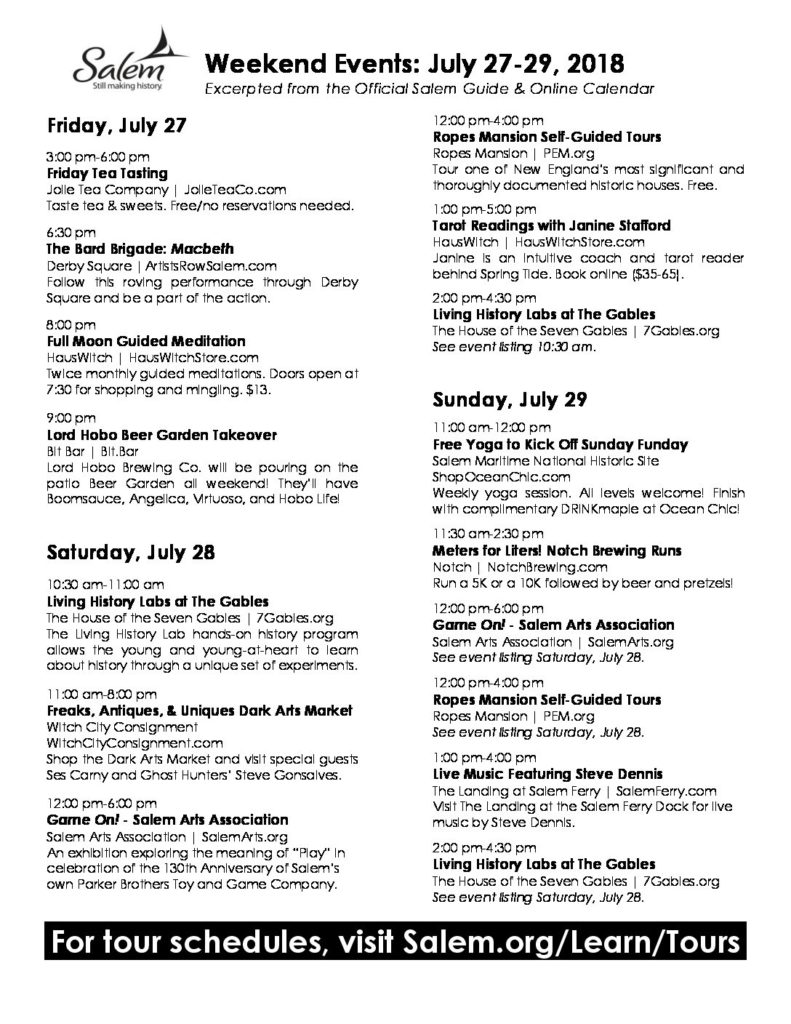 Salem
Still making history.
Weekend Events: July 27-29, 2018
Excerpted from the Official Salem Guide & Online Calendar
Friday, July 27
3:00 pm-6:00 pm
Friday Tea Tasting
Jolie Tea Company | JolieTeaCo.com
Taste tea & sweets. Free/no reservations needed.
6:30 pm
The Bard Brigade: Macbeth
Derby Square | ArtistsRowSalem.com
Follow this roving performance through Derby
Square and be a part of the action.
8:00 pm
Full Moon Guided Meditation
HausWitch | HausWitchStore.com
Twice monthly guided meditations. Doors open at
7:30 for shopping and mingling. $13.
9:00 pm
Lord Hobo Beer Garden Takeover
Bit Bar | Bit.Bar
Lord Hobo Brewing Co. will be pouring on the
patio Beer Garden all weekend! They'll have
Boomsauce, Angelica, Virtuoso, and Hobo Life!
Saturday, July 28
10:30 am-11:00 am
Living History Labs at The Gables
The House of the Seven Gables | 7Gables.org
The Living History Lab hands-on history program
allows the young and young-at-heart to learn
about history through a unique set of experiments.
11:00 am-8:00 pm
Freaks, Antiques, & Uniques Dark Arts Market
Witch City Consignment
WitchCityConsignment.com
Shop the Dark Arts Market and visit special guests
Ses Carny and Ghost Hunters' Steve Gonsalves.
12:00 pm-6:00 pm
Game On! - Salem Arts Association
Salem Arts Association | SalemArts.org
An exhibition exploring the meaning of "Play" in
celebration of the 130th Anniversary of Salem's
own Parker Brothers Toy and Game Company.
12:00 pm-4:00 pm
Ropes Mansion Self-Guided Tours
Ropes Mansion | PEM.org
Tour one of New England's most significant and
thoroughly documented historic houses. Free.
1:00 pm-5:00 pm
Tarot Readings with Janine Stafford
HausWitch | HausWitchStore.com
Janine is an intuitive coach and tarot reader
behind Spring Tide. Book online ($35-65).
2:00 pm-4:30 pm
Living History Labs at The Gables
The House of the Seven Gables | 7Gables.org
See event listing 10:30 am.
Sunday, July 29
11:00 am-12:00 pm
Free Yoga to Kick Off Sunday Funday
Salem Maritime National Historic Site
ShopOceanChic.com
Weekly yoga session. All levels welcome! Finish
with complimentary DRINKmaple at Ocean Chic!
11:30 am-2:30 pm
Meters for Liters! Notch Brewing Runs
Notch | NotchBrewing.com
Run a 5K or a 10K followed by beer and pretzels!
12:00 pm-6:00 pm
Game On! - Salem Arts Association
Salem Arts Association | SalemArts.org
See event listing Saturday, July 28.
12:00 pm-4:00 pm
Ropes Mansion Self-Guided Tours
Ropes Mansion | PEM.org
See event listing Saturday, July 28.
1:00 pm-4:00 pm
Live Music Featuring Steve Dennis
The Landing at Salem Ferry | SalemFerry.com
Visit The Landing at the Salem Ferry Dock for live
music by Steve Dennis.
2:00 pm-4:30 pm
Living History Labs at The Gables
The House of the Seven Gables | 7Gables.org
See event listing Saturday, July 28.
For tour schedules, visit Salem.org/Learn/Tours